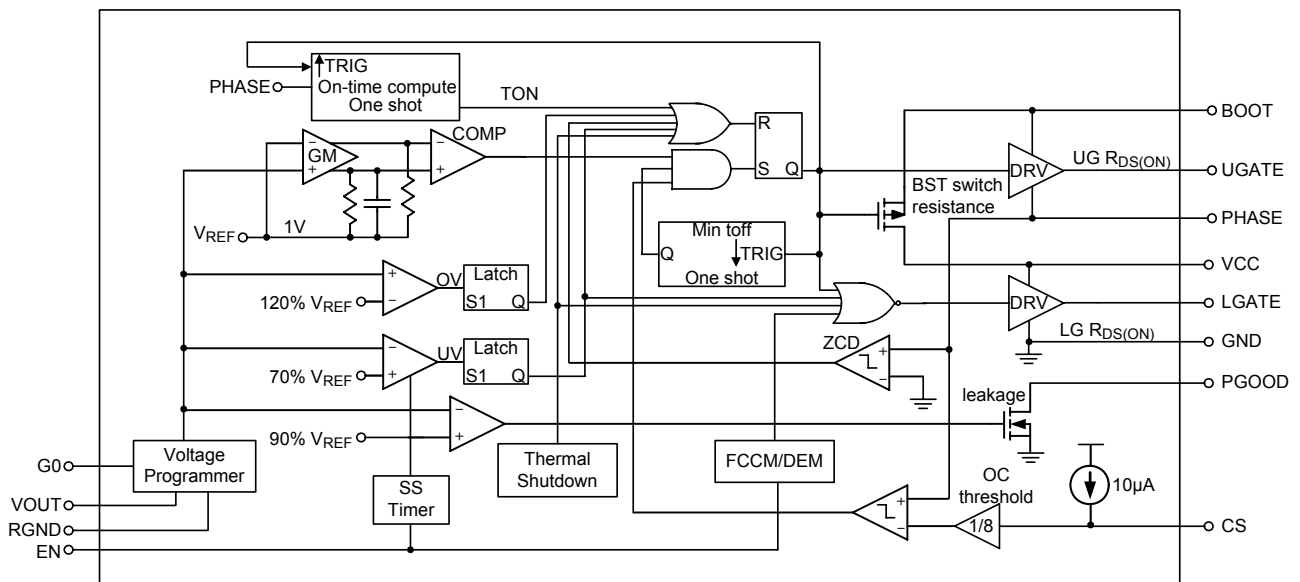 TRIG
PHASE
On-time compute
One shot
TON
R
S
Q
BOOT
COMP
GM
−
+
−
+
DRV
UG RDS(ON)
UGATE
BST switch
resistance
PHASE
VREF
1V
Min toff
Q
TRIG
One shot
VCC
+
−
OV
Latch
S1
Q
120% VREF
DRV
LGATE
LG RDS(ON)
GND
−
+
UV
Latch
S1
Q
70% VREF
ZCD
+
−
PGOOD
leakage
−
+
90% VREF
G0
Voltage
Programmer
Thermal
Shutdown
FCCM/DEM
OC
threshold
10µA
VOUT
SS
Timer
+
−
1/8
CS
RGND
EN